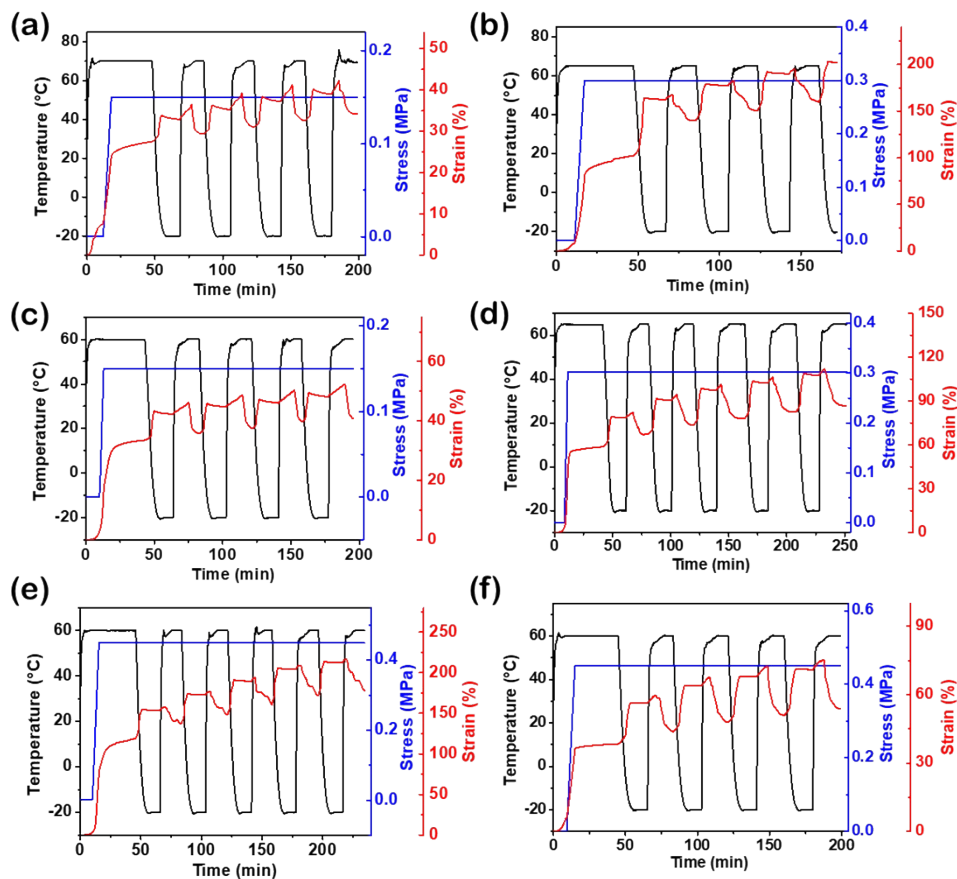 (a)
Temperature (°C)
80
60
40
20
0
-20
0 50 100 150 200
Time (min)
0.2
0.1
0.0
Stress (MPa)
50
40
30
20
10
0
Strain (%)
(b)
Temperature (°C)
80
60
40
20
0
-20
0 50 100 150
Time (min)
0.4
0.3
0.2
0.1
0.0
Stress (MPa)
200
150
100
50
0
Strain (%)
(c)
Temperature (°C)
60
40
20
0
-20
0 50 100 150 200
Time (min)
0.2
0.1
0.0
Stress (MPa)
60
40
20
0
Strain (%)
(d)
Temperature (°C)
60
40
20
0
-20
0 50 100 150 200 250
Time (min)
0.4
0.3
0.2
0.1
0.0
Stress (MPa)
150
120
90
60
30
0
Strain (%)
(e)
Temperature (°C)
60
40
20
0
-20
0 50 100 150 200
Time (min)
0.4
0.2
0.0
Stress (MPa)
250
200
150
100
50
0
Strain (%)
(f)
Temperature (°C)
60
40
20
0
-20
0 50 100 150 200
Time (min)
0.6
0.4
0.2
0.0
Stress (MPa)
90
60
30
0
Strain (%)